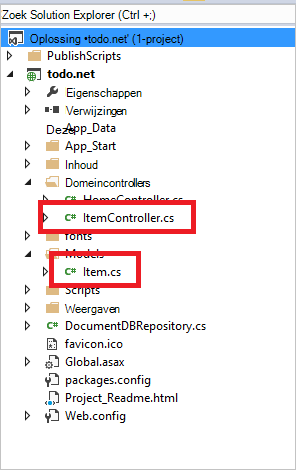 Zoek Solution Explorer (Ctrl +;)
Oplossing •todo.net' (1-project)
PublishScripts
todo.net
Eigenschappen
Verwijzingen
App_Data
Dezel
App_Start
Inhoud
Domeincontrollers
HomeController.cs
ItemController.cs
fonts
Models
Item.cs
Scripts
Weergaven
DocumentDBRepository.cs
favicon.ico
Global.asax
packages.config
Project_Readme.html
Web.config